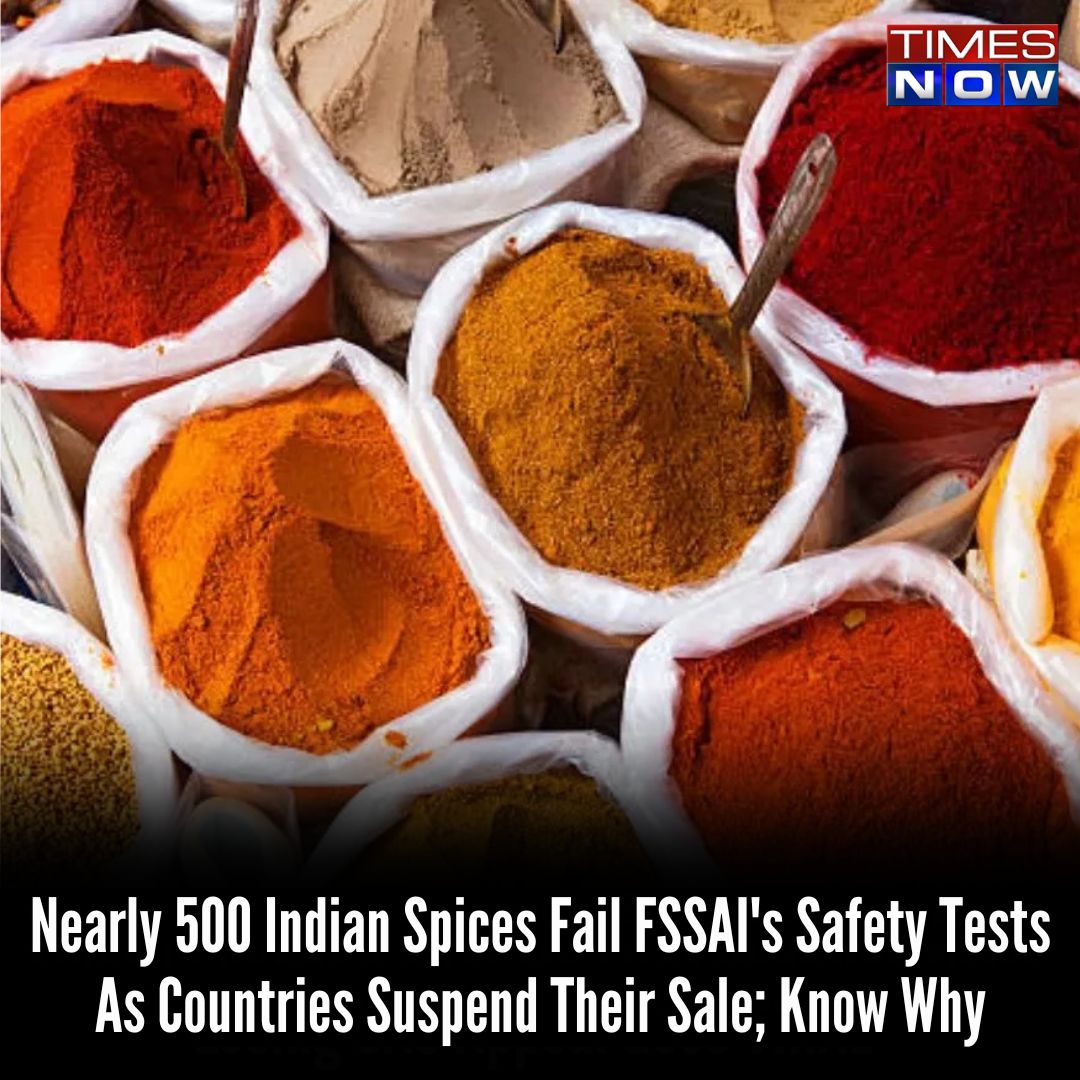 TIMES
NOW
Nearly 500 Indian Spices Fail FSSAI's Safety Tests
As Countries Suspend Their Sale; Know Why